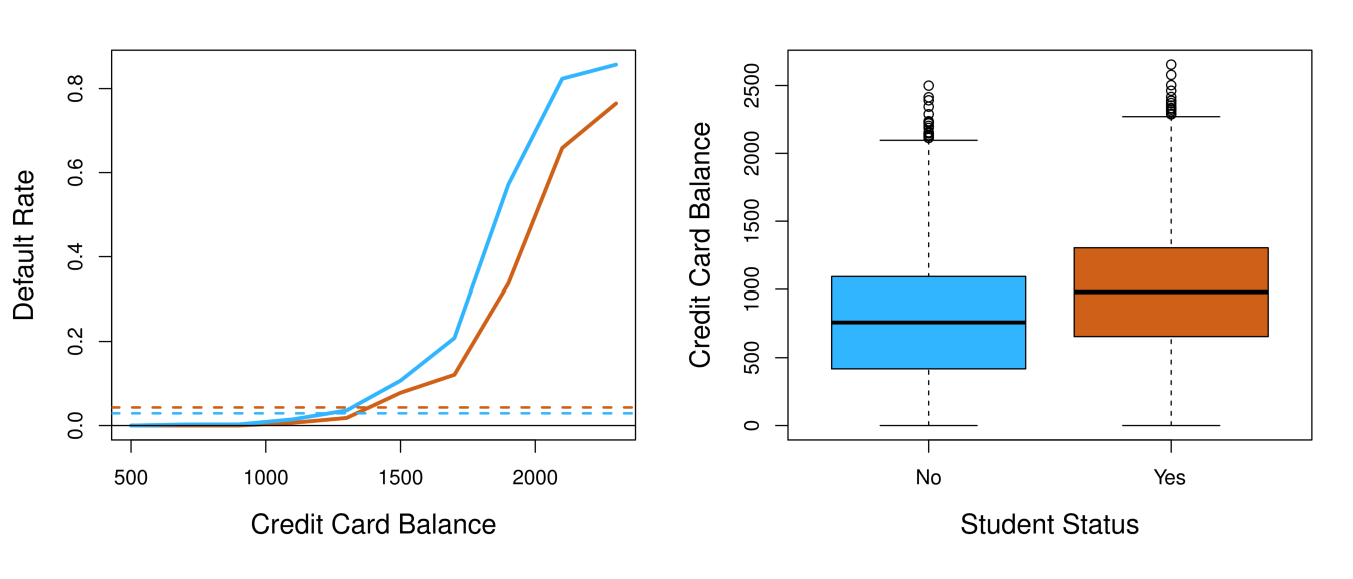 Default Rate
0.8
0.6
0.4
0.2
0.0
500 1000 1500 2000
Credit Card Balance
Credit Card Balance
2500
2000
1500
1000
500
0
No Yes
Student Status